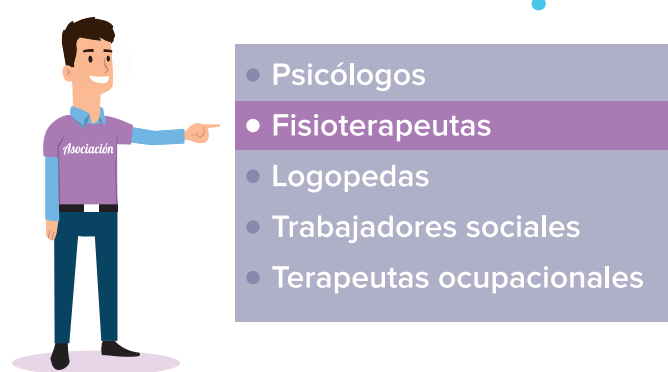 Asociación
Psicólogos
Fisioterapeutas
Logopedas
Trabajadores sociales
Terapeutas ocupacionales